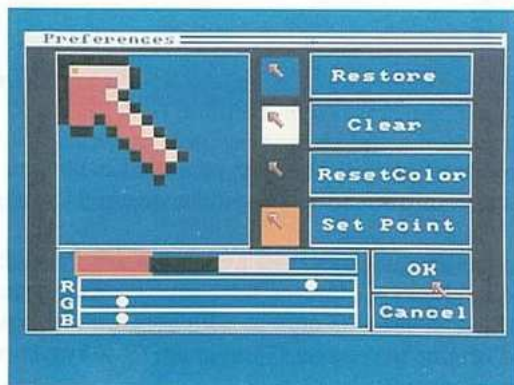 Preferences
Restore
Clear
ResetColor
Set Point
OK
R
G
B
Cancel